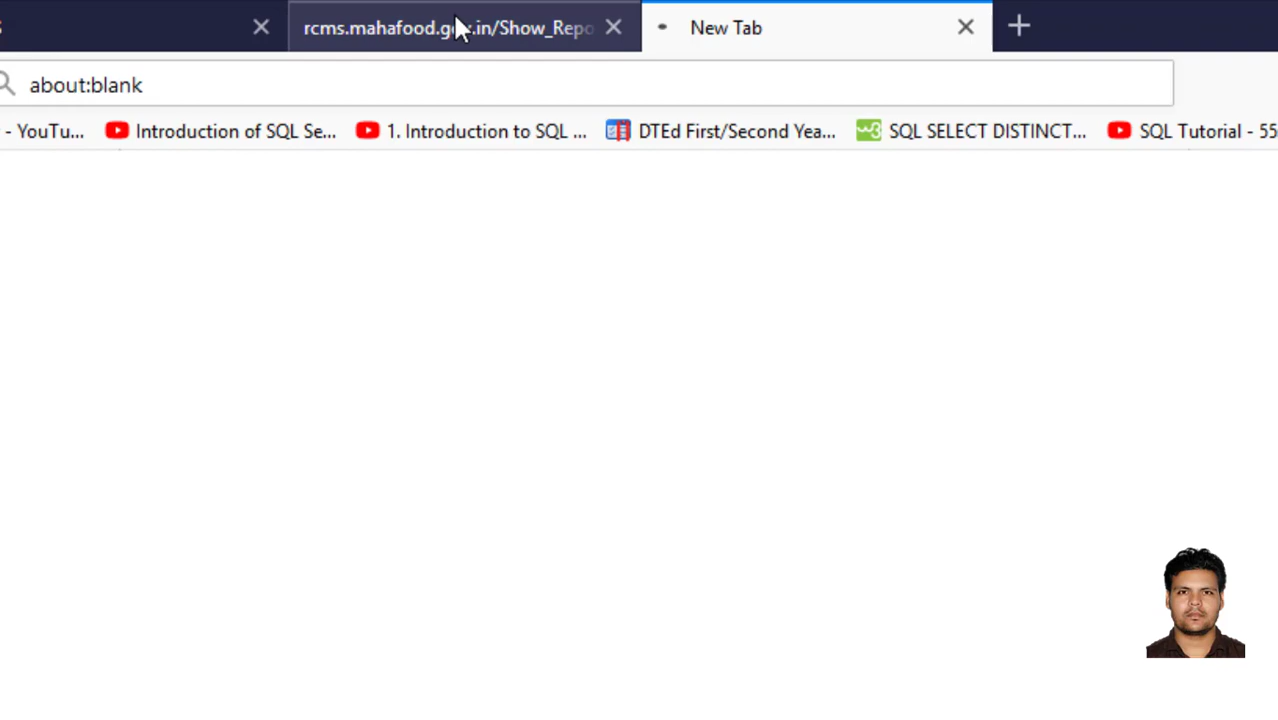 rcms.mahafood.gov.in/Show_Repo New Tab
about:blank
- YouTu... Introduction of SQL Se... 1. Introduction to SQL ... DTEd First/Second Yea... SQL SELECT DISTINCT... SQL Tutorial - 55